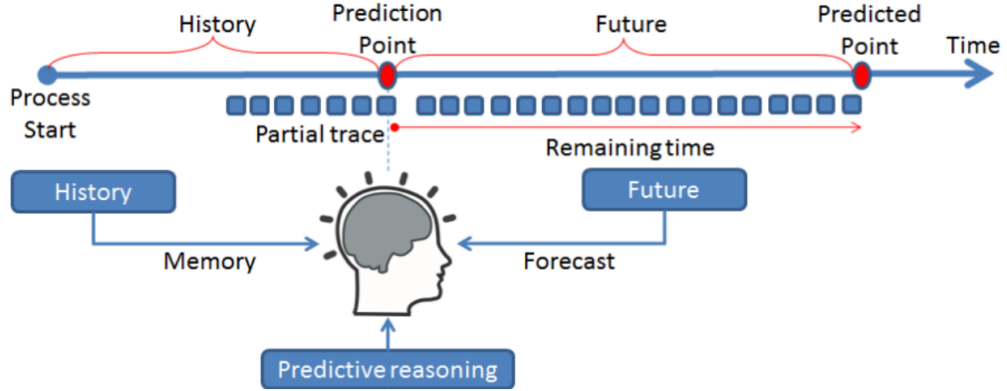 History
Prediction
Point
Future
Predicted
Point
Time
Process
Start
Partial trace
Remaining time
History
Future
Memory
Forecast
Predictive reasoning